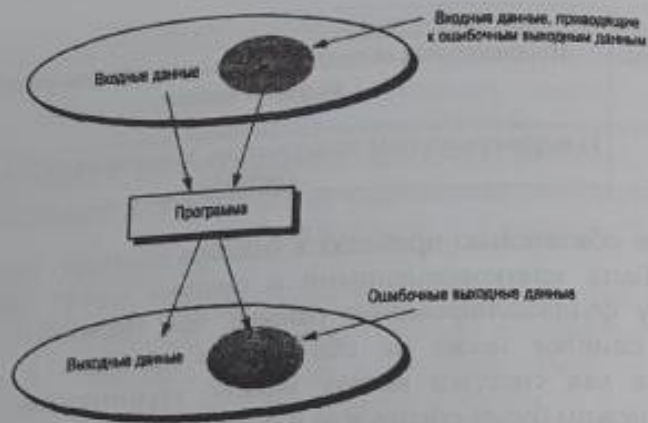 Входные данные, приводящие
к ошибочным выходным данным
Входные данные
Программа
Ошибочные выходные данные
Выходные данные